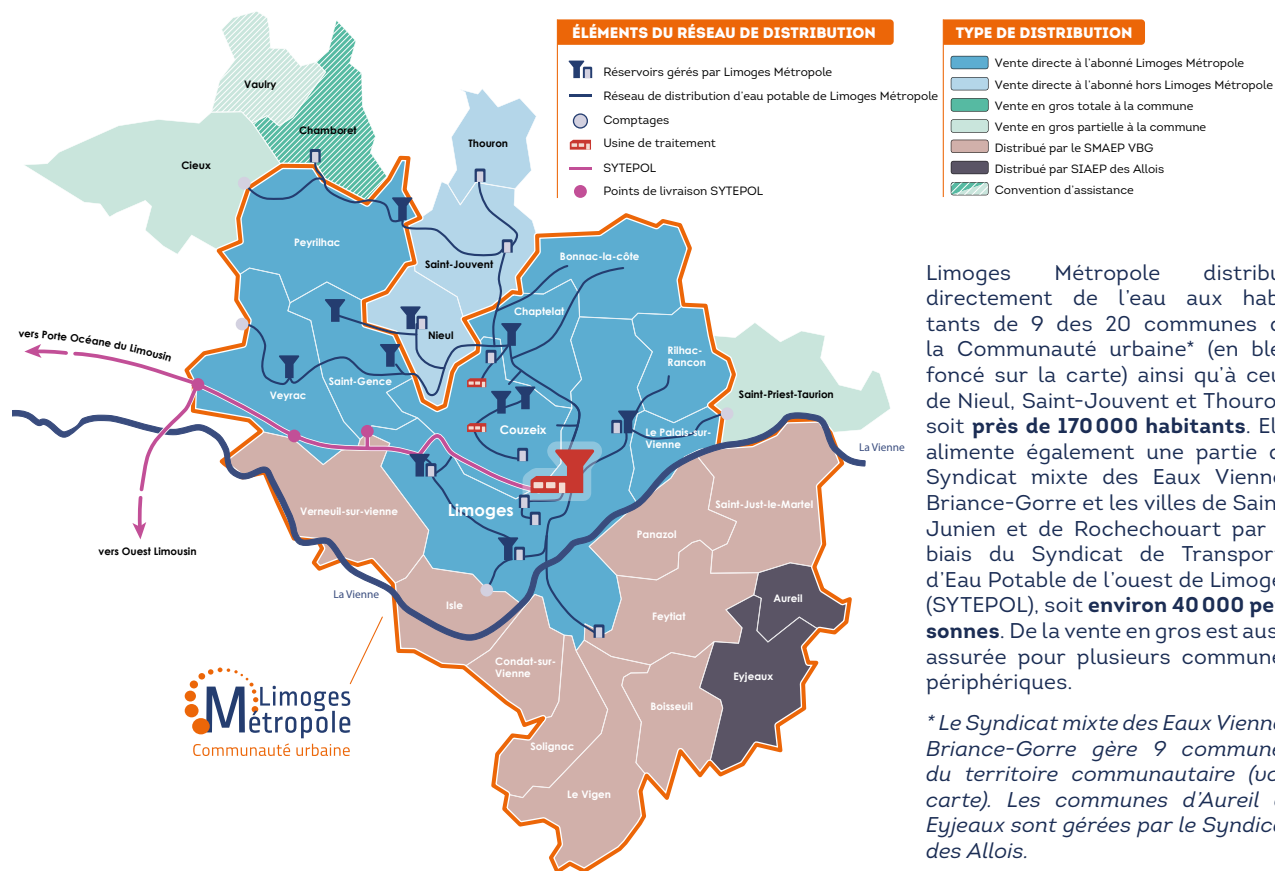 ÉLÉMENTS DU RÉSEAU DE DISTRIBUTION
Réservoirs gérés par Limoges Métropole
Réseau de distribution d'eau potable de Limoges Métropole
Comptages
Usine de traitement
SYTEPOL
Points de livraison SYTEPOL
TYPE DE DISTRIBUTION
Vente directe à l'abonné Limoges Métropole
Vente directe à l'abonné hors Limoges Métropole
Vente en gros totale à la commune
Vente en gros partielle à la commune
Distribué par le SMAEP VBG
Distribué par SIAEP des Allois
Convention d'assistance
Vaulry
Chamboret
Cieux
Thouron
Peyrilhac
Saint-Jouvent
Bonnac-la-côte
Chaptelat
Nieul
vers Porte Océane du Limousin
Rilhac-
Rancon
Saint-Gence
Veyrac
Saint-Priest-Taurion
Couzeix
Le Palais-sur-
Vienne
La Vienne
Verneuil-sur-vienne
Limoges
Saint-Just-le-Martel
Panazol
vers Ouest Limousin
La Vienne
Isle
Aureil
Feytiat
Condat-sur-
Vienne
Eyjeaux
Boisseuil
Solignac
Le Vigen
Limoges
Métropole
Communauté urbaine
Limoges Métropole distribu
directement de l'eau aux hab
tants de 9 des 20 communes d
la Communauté urbaine* (en ble
foncé sur la carte) ainsi qu'à ceu
de Nieul, Saint-Jouvent et Thouro
soit près de 170 000 habitants. El
alimente également une partie d
Syndicat mixte des Eaux Vienne
Briance-Gorre et les villes de Sain
Junien et de Rochechouart par
biais du Syndicat de Transpor
d'Eau Potable de l'ouest de Limoge
(SYTEPOL), soit environ 40 000 pe
sonnes. De la vente en gros est aus
assurée pour plusieurs commune
périphériques.
* Le Syndicat mixte des Eaux Vienne
Briance-Gorre gère 9 commune
du territoire communautaire (vo
carte). Les communes d'Aureil e
Eyjeaux sont gérées par le Syndica
des Allois.